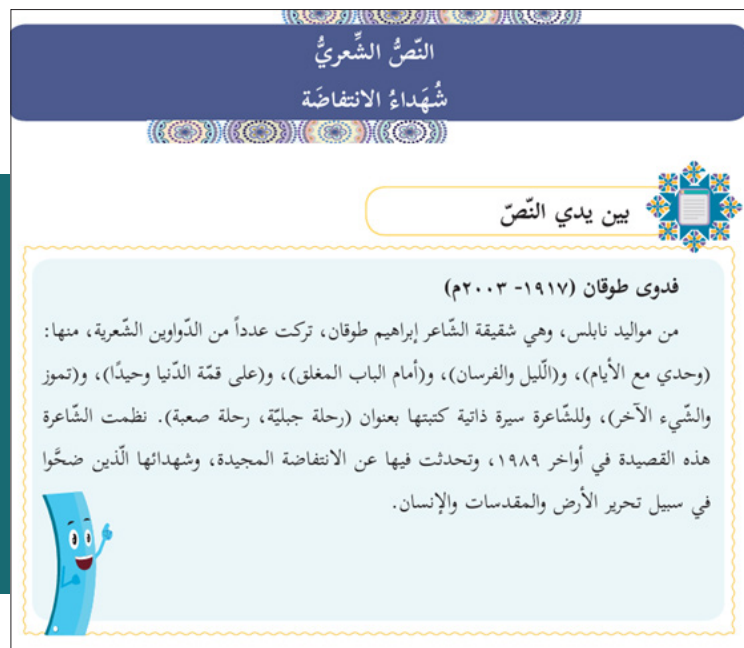 النّصُّ الشِّعريُّ
شُهَداءُ الانتفاضَة
بين يدي النّصّ
فدوى طوقان (١٩١٧- ٢٠٠٣م)
من مواليد نابلس، وهي شقيقة الشّاعر إبراهيم طوقان، تركت عدداً من الدّواوين الشّعرية، منها:
(وحدي مع الأيام)، و(اللّيل والفرسان)، و(أمام الباب المغلق)، و(على قمّة الدّنيا وحيدًا)، و(تموز
والشّيء الآخر)، وللشّاعرة سيرة ذاتية كتبتها بعنوان (رحلة جبليّة، رحلة صعبة). نظمت الشّاعرة
هذه القصيدة في أواخر ١٩٨٩، وتحدثت فيها عن الانتفاضة المجيدة، وشهدائها الّذين ضحَّوا
في سبيل تحرير الأرض والمقدسات والإنسان.